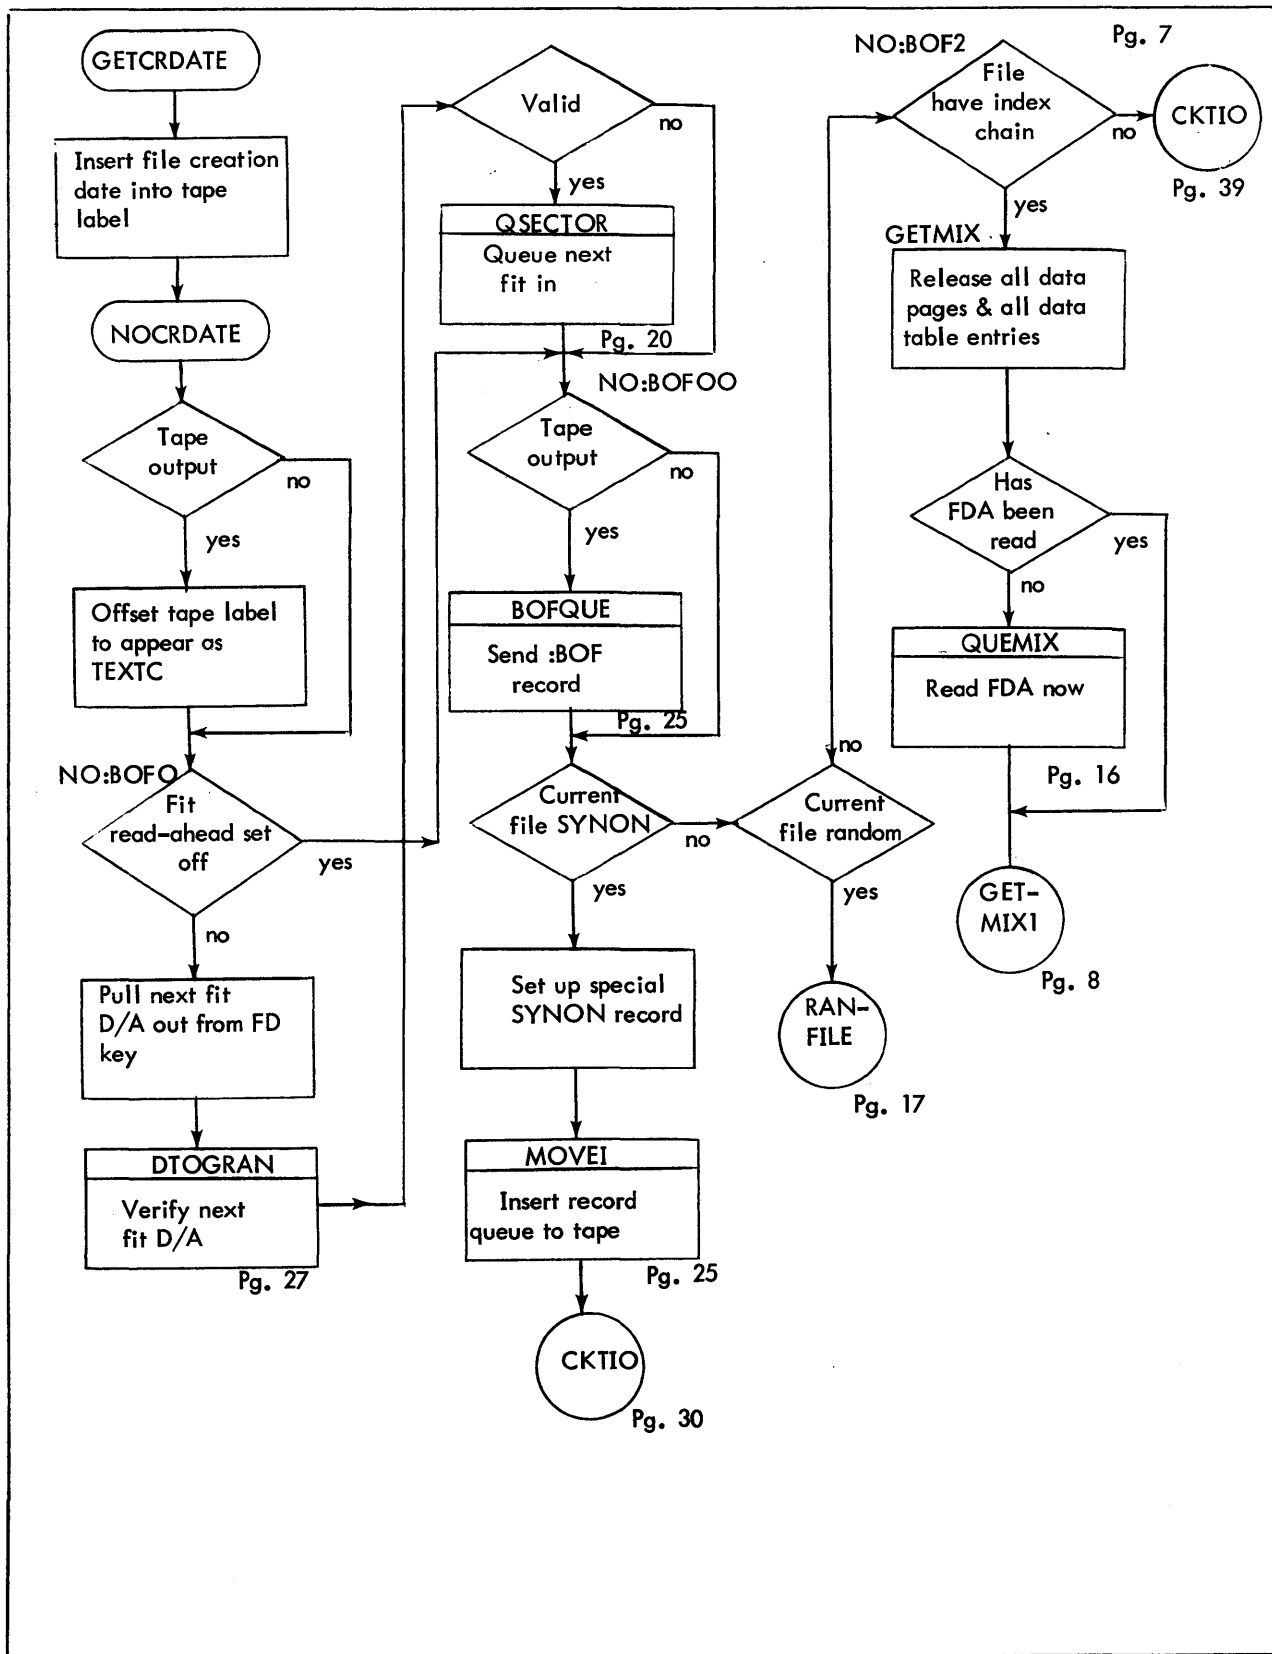 GETCRDATE
Insert file creation
date into tape
label
NOCRDATE
Tape
output
no
yes
Offset tape label
to appear as
TEXTC
NO:BOFO
Fit
read-ahead set
off
yes
no
Pull next fit
D/A out from FD
key
DTOGRAN
Verify next
fit D/A
Pg. 27
Valid
no
yes
QSECTOR
Queue next
fit in
Pg. 20
NO:BOFOO
Tape
output
no
yes
BOFQUE
Send :BOF
record
Pg. 25
Current
file SYNON
no
yes
Set up special
SYNON record
MOVEI
Insert record
queue to tape
Pg. 25
CKTIO
Pg. 30
no
Current
file random
yes
RAN-
FILE
Pg. 17
Pg. 7
NO:BOF2
File
have index
chain
no
CKTIO
Pg. 39
yes
GETMIX
Release all data
pages & all data
table entries
Has
FDA been
read
yes
no
QUEMIX
Read FDA now
Pg. 16
GET-
MIX1
Pg. 8